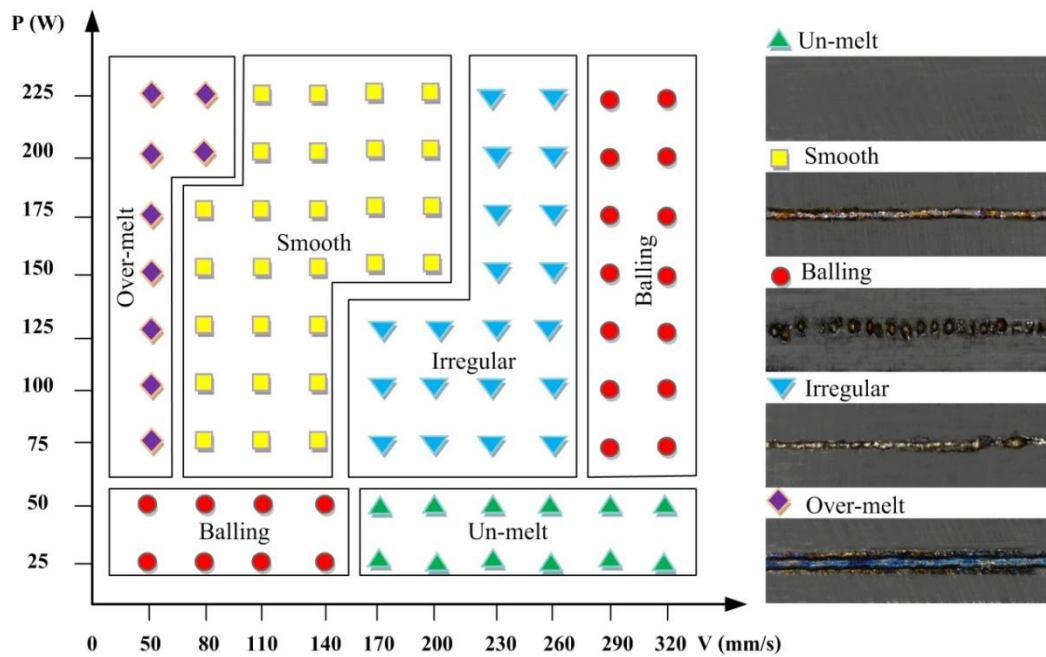 P (W)
225
200
175
150
125
100
75
50
25
0 50 80 110 140 170 200 230 260 290 320 V (mm/s)
Over-melt
Smooth
Irregular
Balling
Balling
Un-melt
Un-melt
Smooth
Balling
Irregular
Over-melt